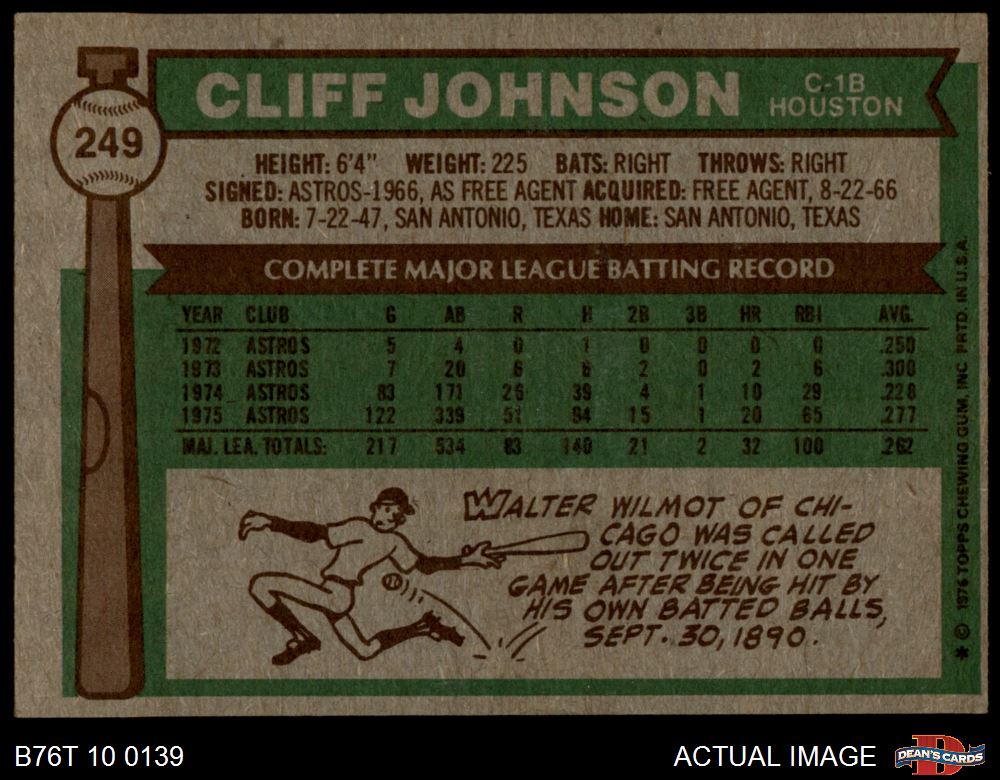 249
CLIFF JOHNSON
C-1B
HOUSTON
HEIGHT: 6'4" WEIGHT: 225 BATS: RIGHT THROWS: RIGHT
SIGNED: ASTROS-1966, AS FREE AGENT ACQUIRED: FREE AGENT, 8-22-66
BORN: 7-22-47, SAN ANTONIO, TEXAS HOME: SAN ANTONIO, TEXAS
COMPLETE MAJOR LEAGUE BATTING RECORD
YEAR CLUB G AB R H 2B 3B HR RBI AVG.
1972 ASTROS 5 4 0 1 0 0 0 0 .250
1973 ASTROS 7 20 6 6 2 0 2 6 .300
1974 ASTROS 83 171 26 39 4 1 10 29 .228
1975 ASTROS 122 339 51 94 15 1 20 65 .277
MAJ. LEA. TOTALS: 217 534 83 140 21 2 32 100 .262
WALTER WILMOT OF CHI-
CAGO WAS CALLED
OUT TWICE IN ONE
GAME AFTER BEING HIT BY
HIS OWN BATTED BALLS,
SEPT. 30, 1890.
* © 1976 TOPPS CHEWING GUM, INC. PRTD. IN U.S.A.
B76T 10 0139
ACTUAL IMAGE
DEAN'S CARDS